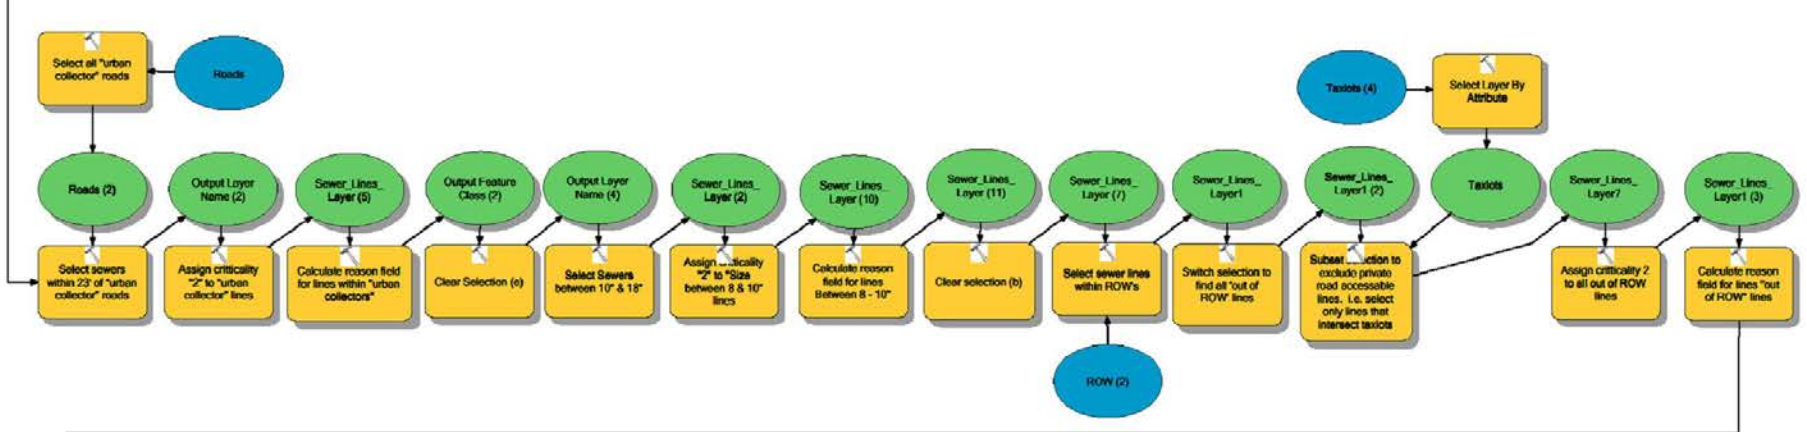 Select all "urban
collector" roads
Roads
Taxlots (4)
Select Layer By
Attribute
Roads (2)
Output Layer
Name (2)
Sewer_Lines_
Layer (5)
Output Feature
Class (2)
Output Layer
Name (4)
Sewer_Lines_
Layer (2)
Sewer_Lines_
Layer (10)
Sewer_Lines_
Layer (11)
Sewer_Lines_
Layer (7)
Sewer_Lines_
Layer1
Sewer_Lines_
Layer1 (2)
Taxlots
Sewer_Lines_
Layer7
Sewer_Lines_
Layer1 (3)
Select sewers
within 23' of "urban
collector" roads
Assign critticality
"2" to "urban
collector" lines
Calculate reason field
for lines within "urban
collectors"
Clear Selection (e)
Select Sewers
between 10" & 18"
Assign
"2" to "Size
between 8 & 10"
lines
Calculate reason
field for lines
Between 8 - 10"
Clear selection (b)
Select sewer lines
within ROW's
Switch selection to
find all 'out of
ROW' lines
Subset to
exclude private
road accessable
lines. i.e. select
only lines that
intersect taxlots
Assign critticality 2
to all out of ROW
lines
Calculate reason
field for lines "out
of ROW" lines
ROW (2)